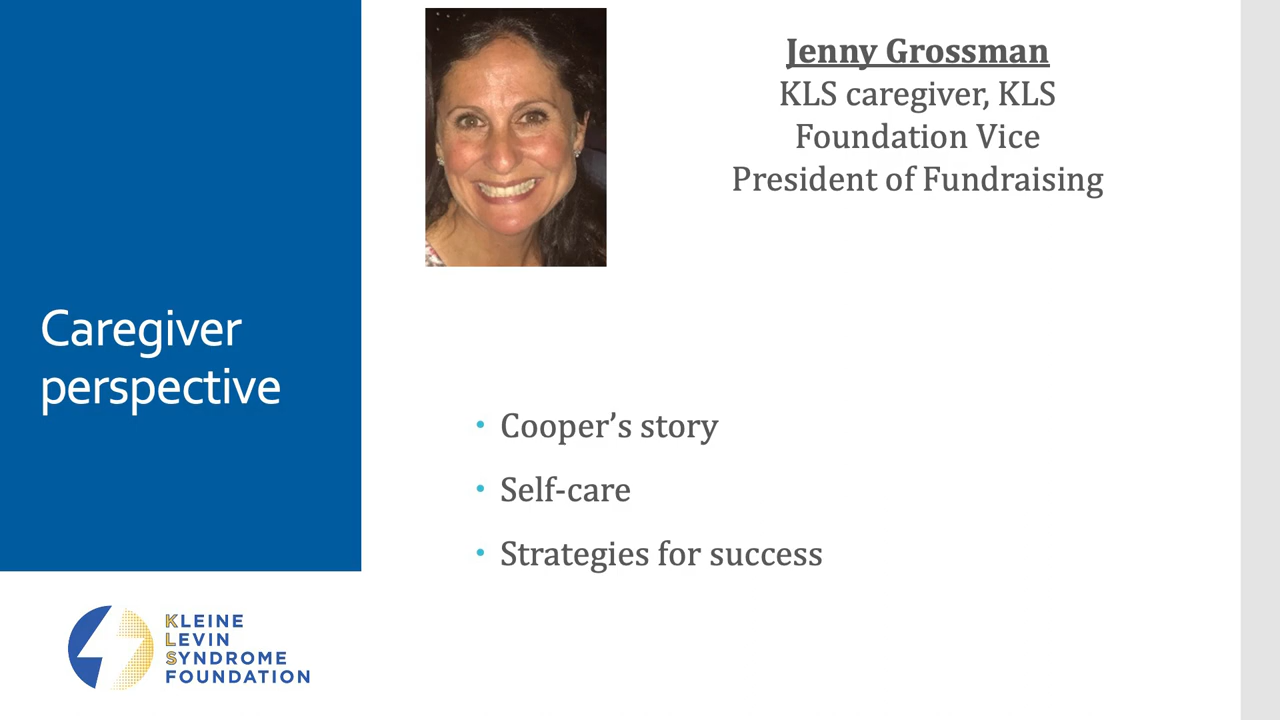 Jenny Grossman
KLS caregiver, KLS
Foundation Vice
President of Fundraising
Caregiver
perspective
• Cooper’s story
• Self-care
• Strategies for success
KLEINE
LEVIN
SYNDROME
FOUNDATION